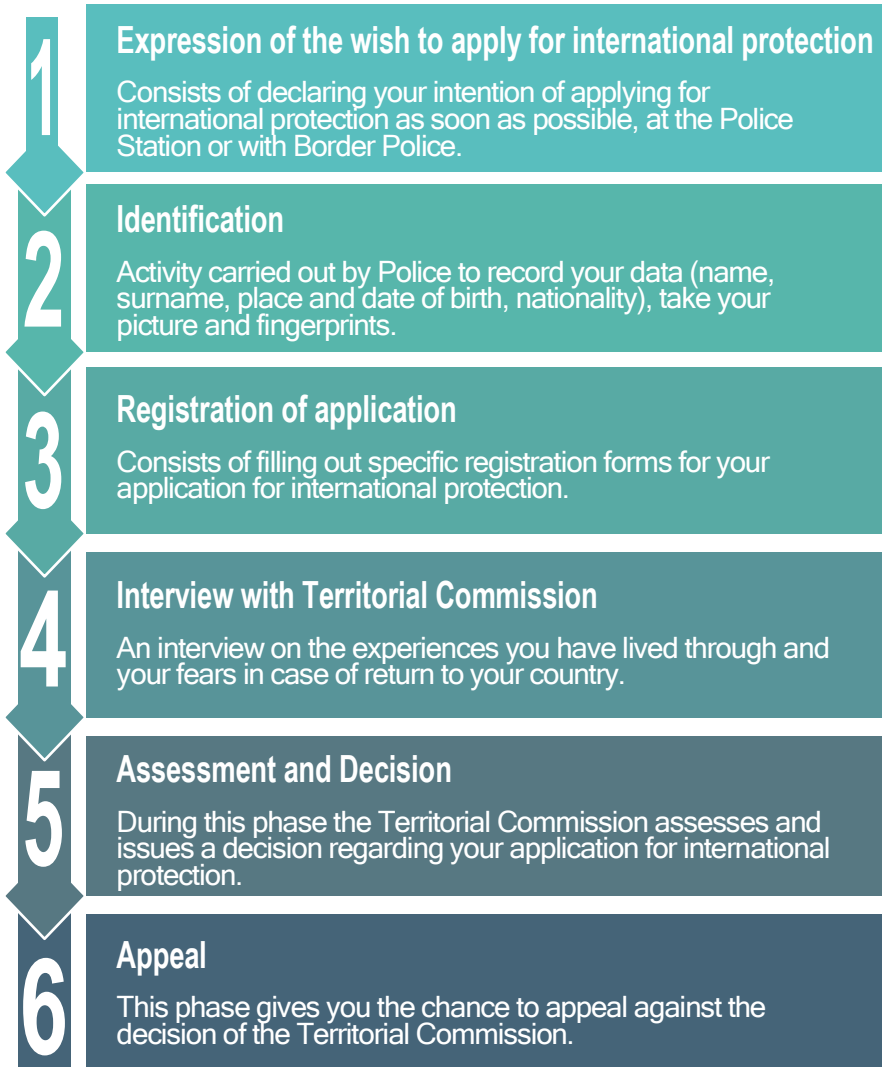 1
Expression of the wish to apply for international protection
Consists of declaring your intention of applying for
international protection as soon as possible, at the Police
Station or with Border Police.
2
Identification
Activity carried out by Police to record your data (name,
surname, place and date of birth, nationality), take your
picture and fingerprints.
3
Registration of application
Consists of filling out specific registration forms for your
application for international protection.
4
Interview with Territorial Commission
An interview on the experiences you have lived through and
your fears in case of return to your country.
5
Assessment and Decision
During this phase the Territorial Commission assesses and
issues a decision regarding your application for international
protection.
6
Appeal
This phase gives you the chance to appeal against the
decision of the Territorial Commission.